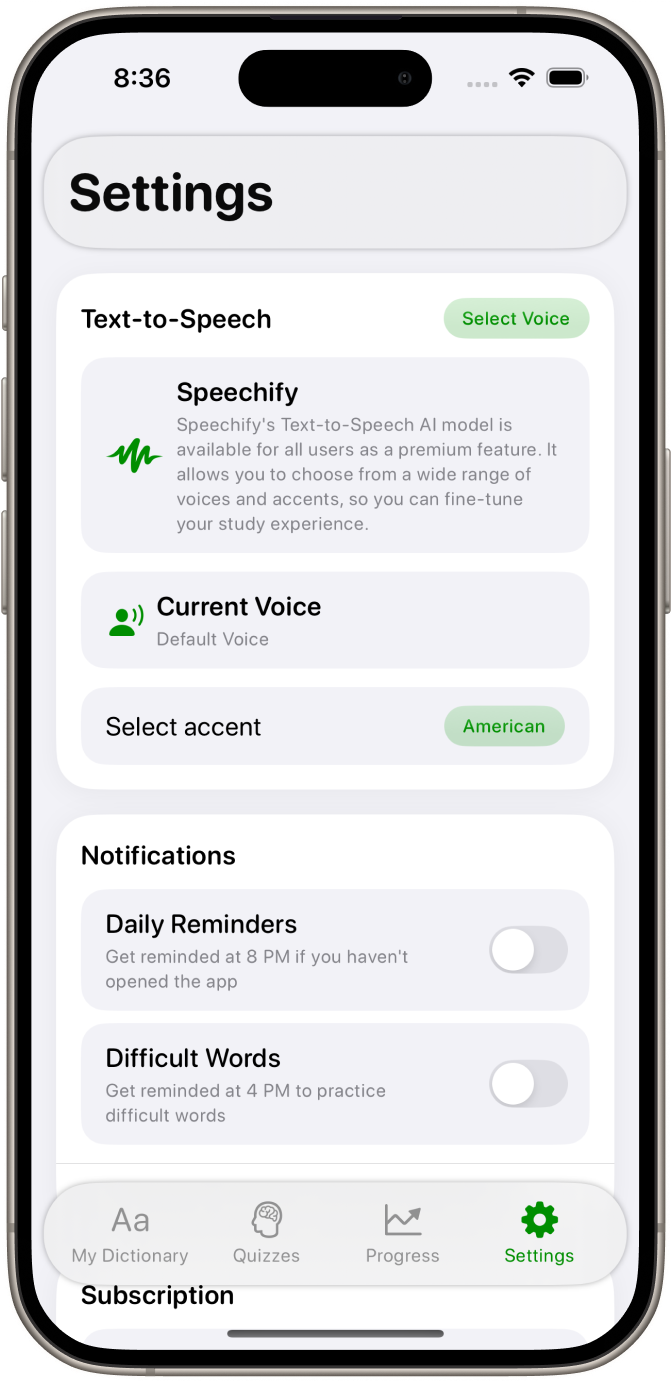 8:36
Settings
Text-to-Speech
Select Voice
Speechify
Speechify's Text-to-Speech AI model is
available for all users as a premium feature. It
allows you to choose from a wide range of
voices and accents, so you can fine-tune
your study experience.
Current Voice
Default Voice
Select accent
American
Notifications
Daily Reminders
Get reminded at 8 PM if you haven't
opened the app
Difficult Words
Get reminded at 4 PM to practice
difficult words
Aa
My Dictionary
Quizzes
Progress
Settings
Subscription